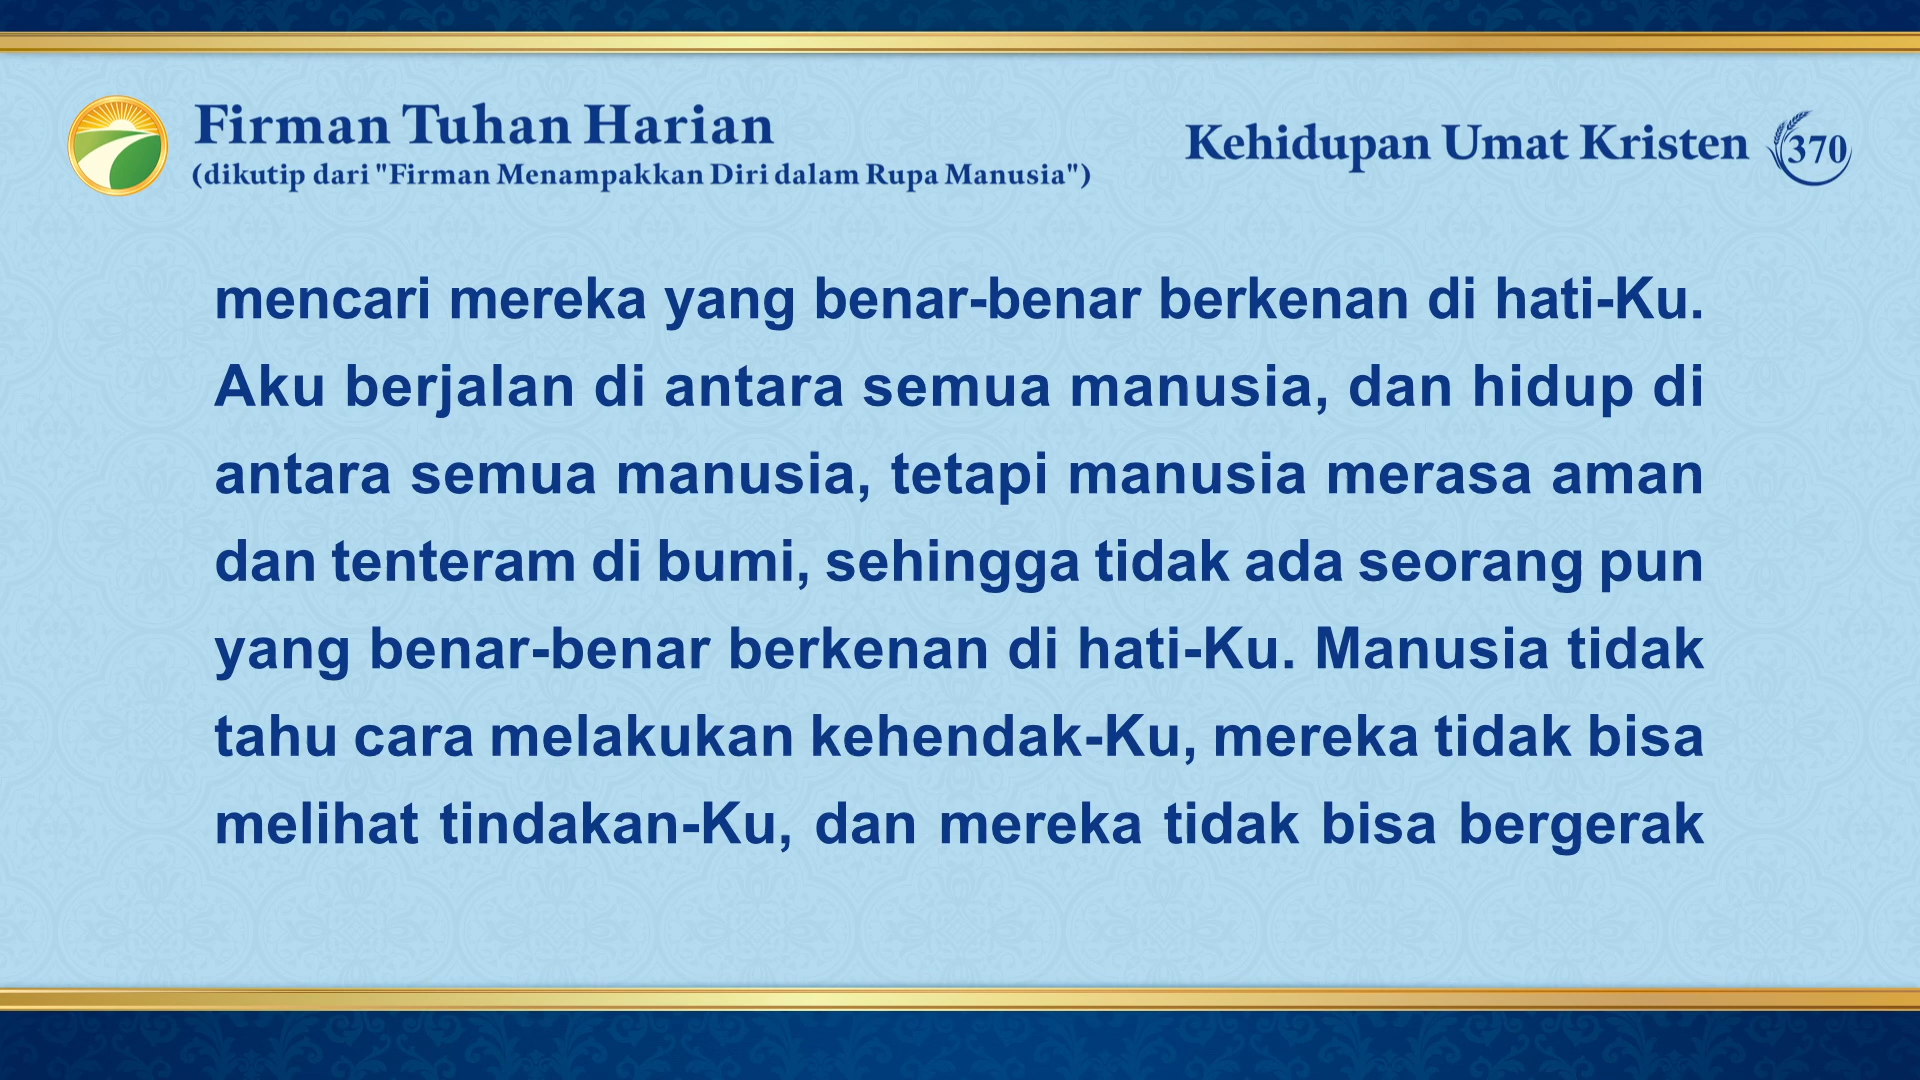 Firman Tuhan Harian
(dikutip dari "Firman Menampakkan Diri dalam Rupa Manusia")
Kehidupan Umat Kristen 370
mencari mereka yang benar-benar berkenan di hati-Ku.
Aku berjalan di antara semua manusia, dan hidup di
antara semua manusia, tetapi manusia merasa aman
dan tenteram di bumi, sehingga tidak ada seorang pun
yang benar-benar berkenan di hati-Ku. Manusia tidak
tahu cara melakukan kehendak-Ku, mereka tidak bisa
melihat tindakan-Ku, dan mereka tidak bisa bergerak